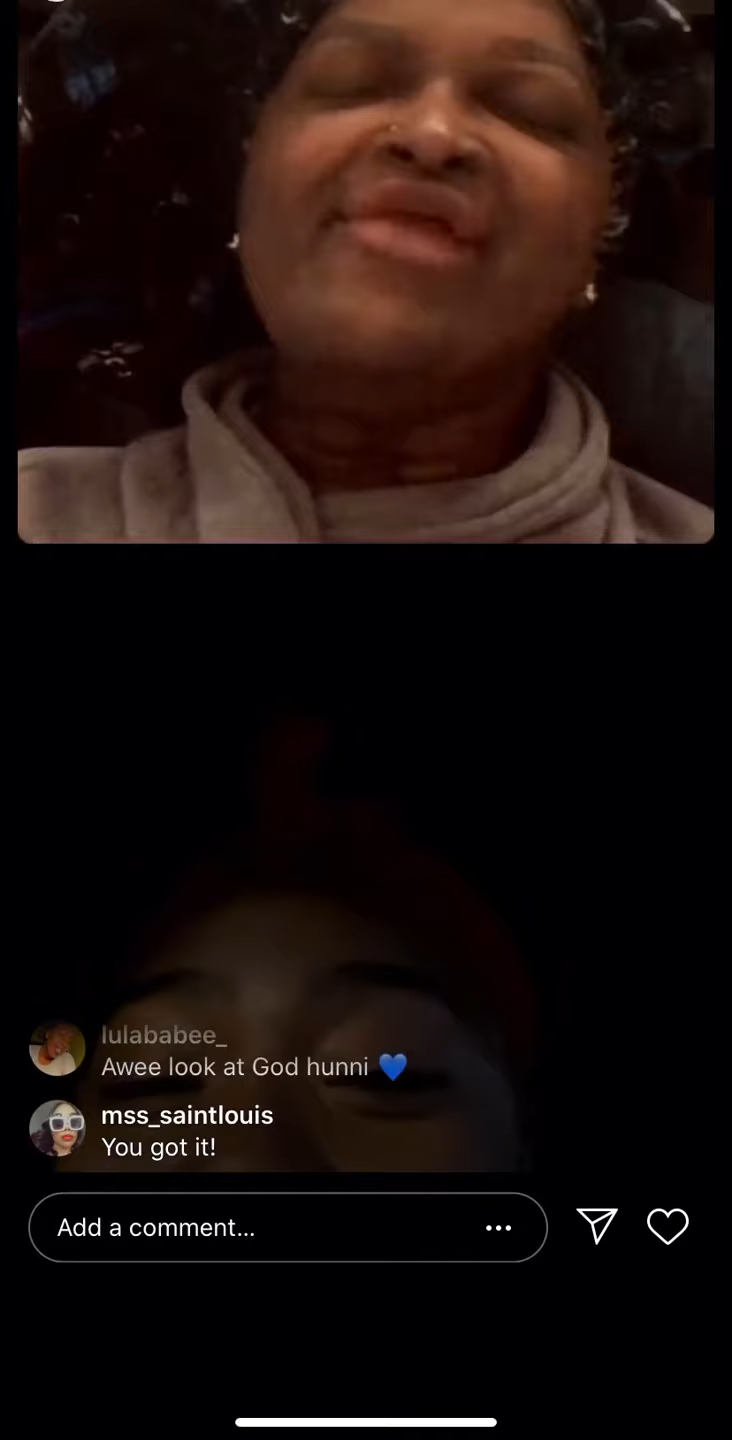 lulababee_
Awee look at God hunni 💙
mss_saintlouis
You got it!
Add a comment...